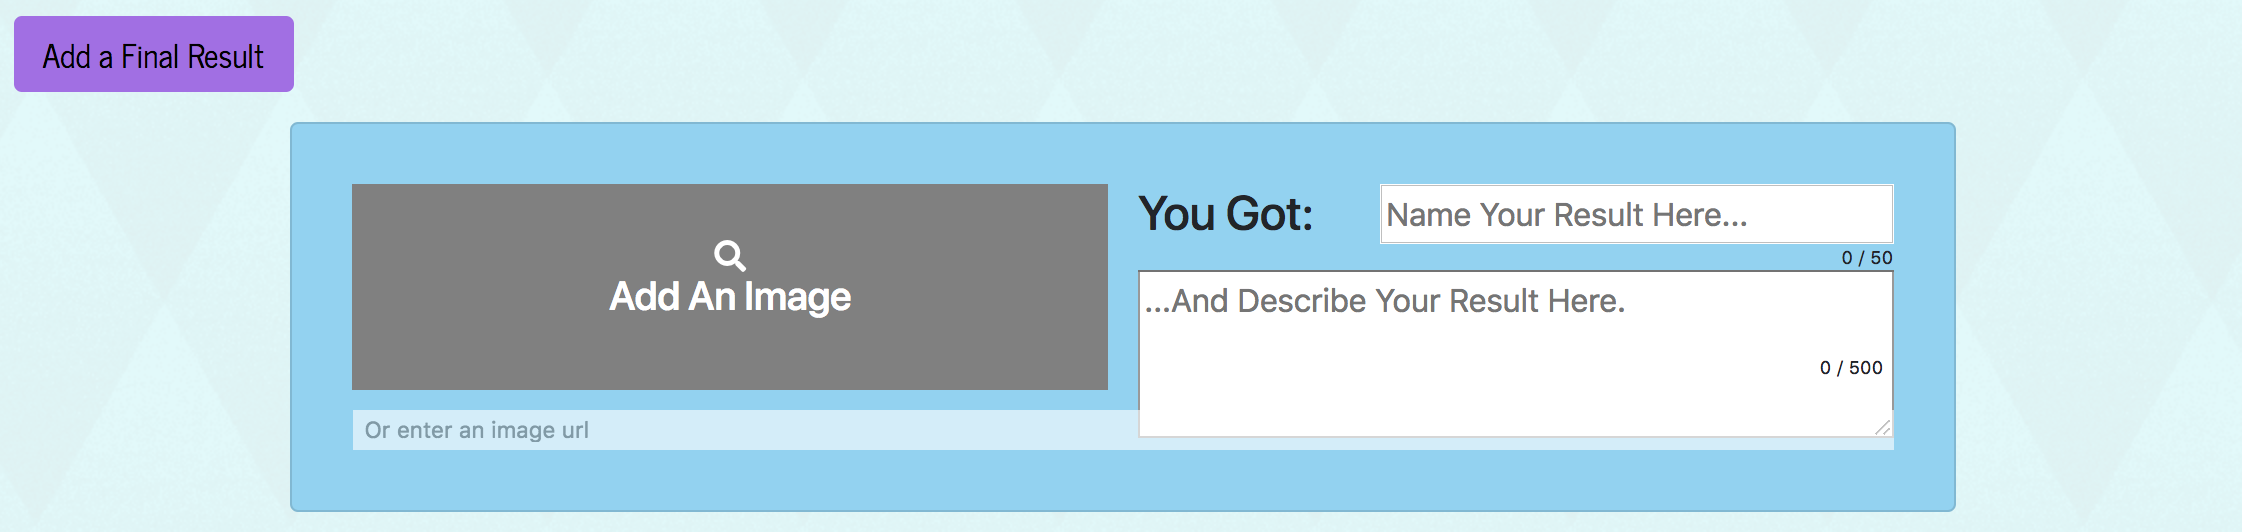 Add a Final Result
Add An Image
Or enter an image url
You Got:
Name Your Result Here...
0 / 50
...And Describe Your Result Here.
0 / 500